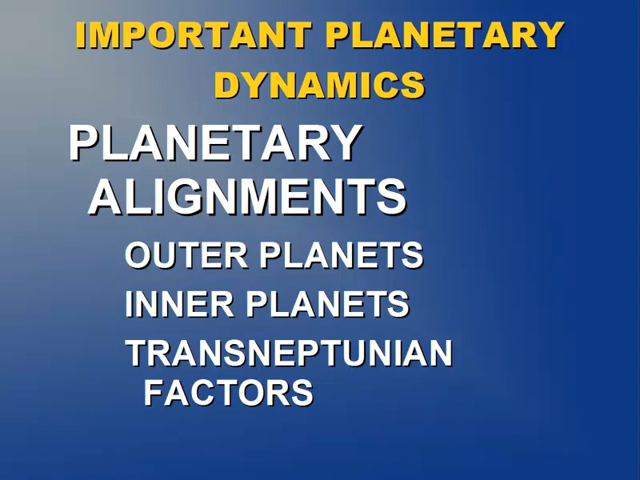 IMPORTANT PLANETARY
DYNAMICS
PLANETARY
ALIGNMENTS
OUTER PLANETS
INNER PLANETS
TRANSNEPTUNIAN
FACTORS